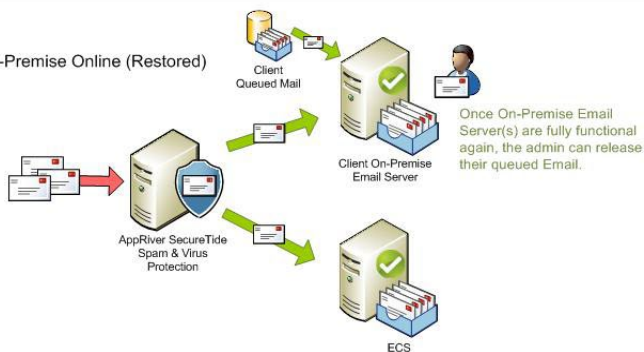 -Premise Online (Restored)
Client
Queued Mail
Once On-Premise Email
Server(s) are fully functional
again, the admin can release
their queued Email.
Client On-Premise
Email Server
AppRiver SecureTide
Spam & Virus
Protection
ECS